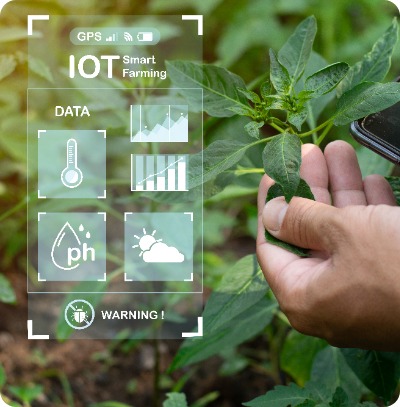 GPS
IOT Smart
Farming
DATA
ph
WARNING !